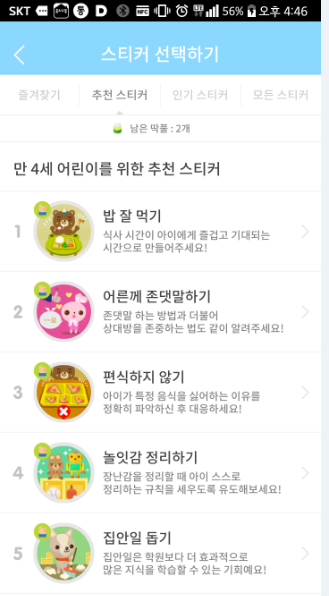 SKT 56% 오후 4:46
스티커 선택하기
즐겨찾기 추천 스티커 인기 스티커 모든 스티커
남은 딱풀 : 2개
만 4세 어린이를 위한 추천 스티커
1 밥 잘 먹기
식사 시간이 아이에게 즐겁고 기대되는
시간으로 만들어주세요!
2 어른께 존댓말하기
존댓말 하는 방법과 더불어
상대방을 존중하는 법도 같이 알려주세요!
3 편식하지 않기
아이가 특정 음식을 싫어하는 이유를
정확히 파악하신 후 대응하세요!
4 놀잇감 정리하기
장난감을 정리할 때 아이 스스로
정리하는 규칙을 세우도록 유도해보세요!
5 집안일 돕기
집안일은 학원보다 더 효과적으로
많은 지식을 학습할 수 있는 기회예요!